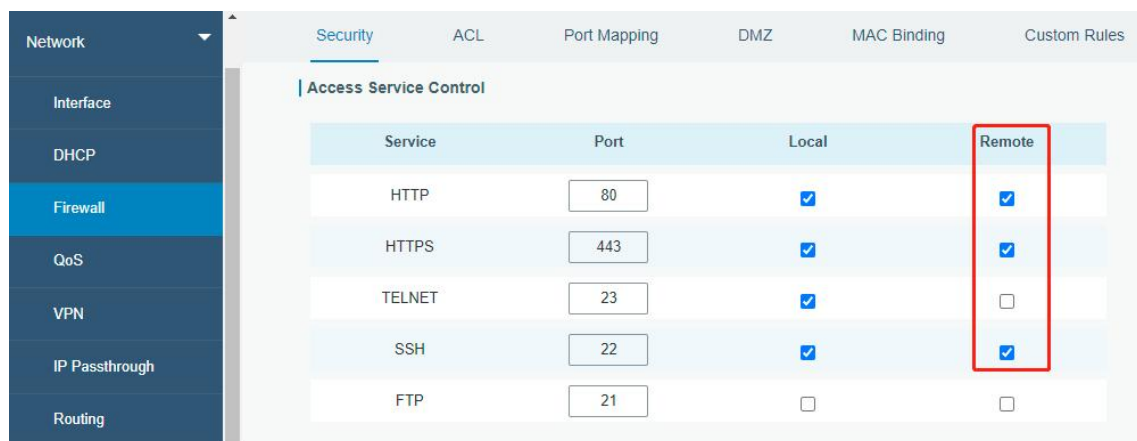 Network
Interface
DHCP
Firewall
QoS
VPN
IP Passthrough
Routing
Security ACL Port Mapping DMZ MAC Binding Custom Rules
Access Service Control
Service Port Local Remote
HTTP 80
HTTPS 443
TELNET 23
SSH 22
FTP 21